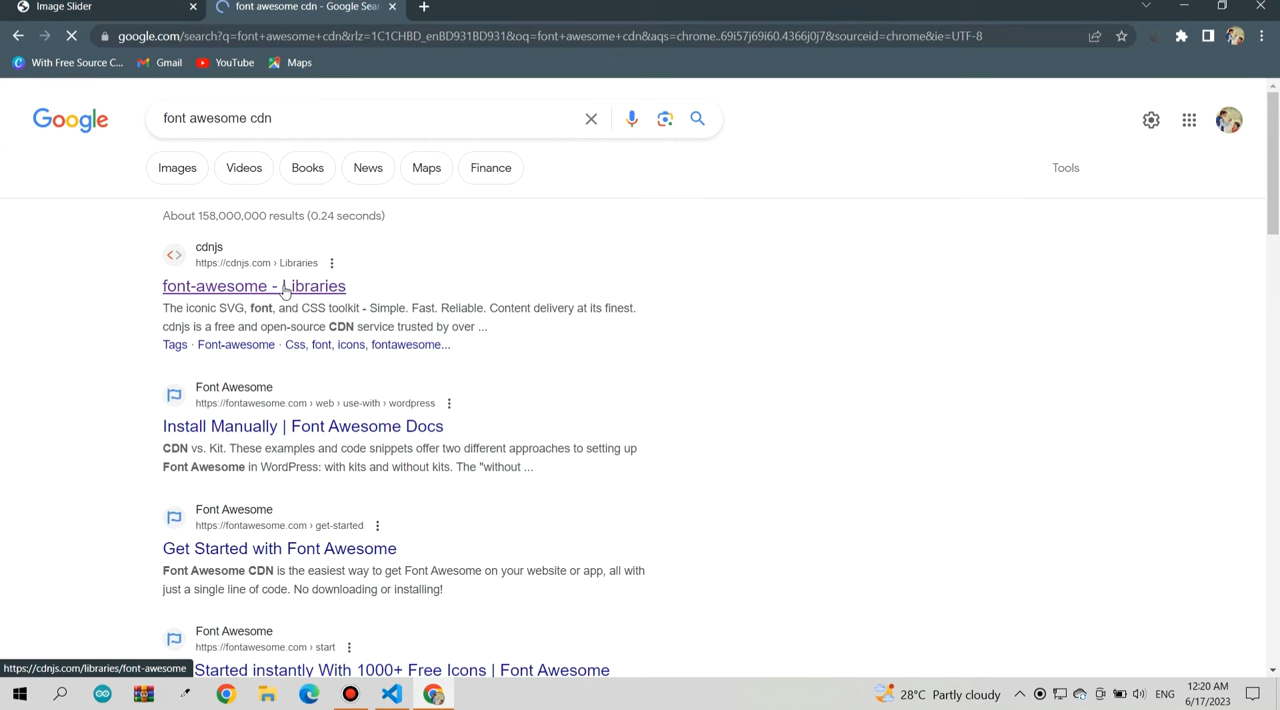 Image Slider
font awesome cdn - Google Sear
google.com/search?q=font+awesome+cdn&rlz=1C1CHBD_enBD931BD931&oq=font+awesome+cdn&aqs=chrome..69i57j69i60.4366j0j7&sourceid=chrome&ie=UTF-8
With Free Source C...
Gmail
YouTube
Maps
Google
font awesome cdn
Images
Videos
Books
News
Maps
Finance
Tools
About 158,000,000 results (0.24 seconds)
cdnjs
https://cdnjs.com › Libraries
font-awesome - Libraries
The iconic SVG, font, and CSS toolkit - Simple. Fast. Reliable. Content delivery at its finest.
cdnjs is a free and open-source CDN service trusted by over ...
Tags · Font-awesome · Css, font, icons, fontawesome...
Font Awesome
https://fontawesome.com › web › use-with › wordpress
Install Manually | Font Awesome Docs
CDN vs. Kit. These examples and code snippets offer two different approaches to setting up
Font Awesome in WordPress: with kits and without kits. The "without ...
Font Awesome
https://fontawesome.com › get-started
Get Started with Font Awesome
Font Awesome CDN is the easiest way to get Font Awesome on your website or app, all with
just a single line of code. No downloading or installing!
Font Awesome
https://fontawesome.com › start
Started instantly With 1000+ Free Icons | Font Awesome
https://cdnjs.com/libraries/font-awesome
28°C Partly cloudy
ENG
12:20 AM
6/17/2023